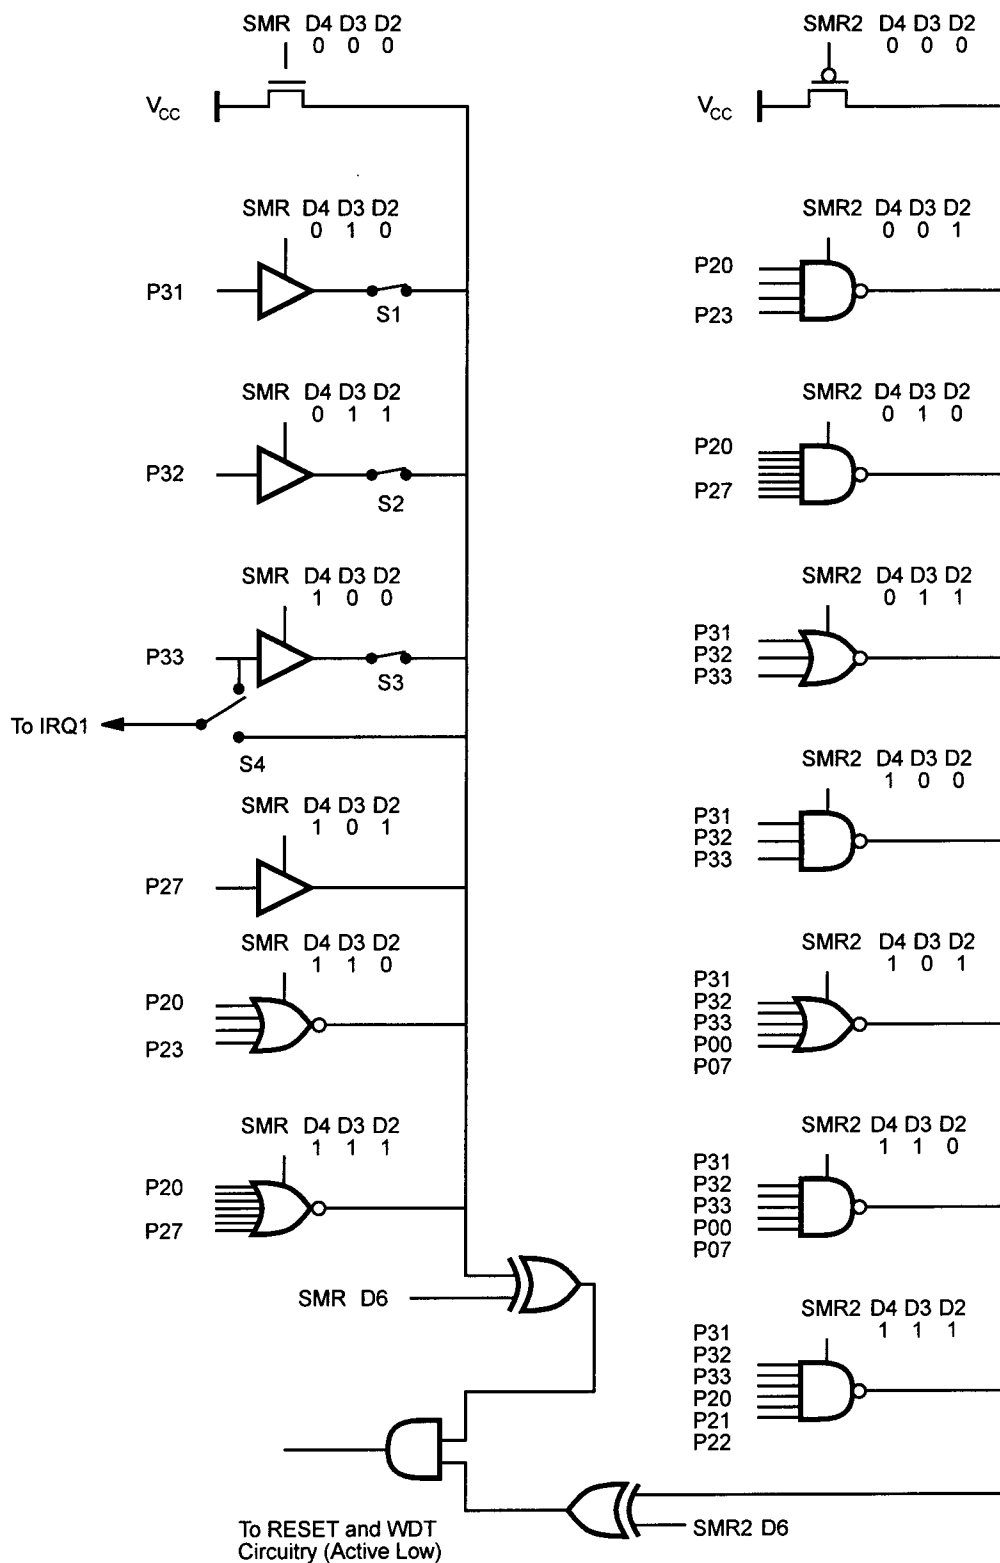 SMR D4 D3 D2
0 0 0
VCC
SMR D4 D3 D2
0 1 0
P31
S1
SMR D4 D3 D2
0 1 1
P32
S2
SMR D4 D3 D2
1 0 0
P33
S3
To IRQ1
S4
SMR D4 D3 D2
1 0 1
P27
SMR D4 D3 D2
1 1 0
P20
P23
SMR D4 D3 D2
1 1 1
P20
P27
SMR D6
To RESET and WDT
Circuitry (Active Low)
SMR2 D4 D3 D2
0 0 0
VCC
SMR2 D4 D3 D2
0 0 1
P20
P23
SMR2 D4 D3 D2
0 1 0
P20
P27
SMR2 D4 D3 D2
0 1 1
P31
P32
P33
SMR2 D4 D3 D2
1 0 0
P31
P32
P33
SMR2 D4 D3 D2
1 0 1
P31
P32
P33
P00
P07
SMR2 D4 D3 D2
1 1 0
P31
P32
P33
P00
P07
SMR2 D4 D3 D2
1 1 1
P31
P32
P33
P20
P21
P22
SMR2 D6